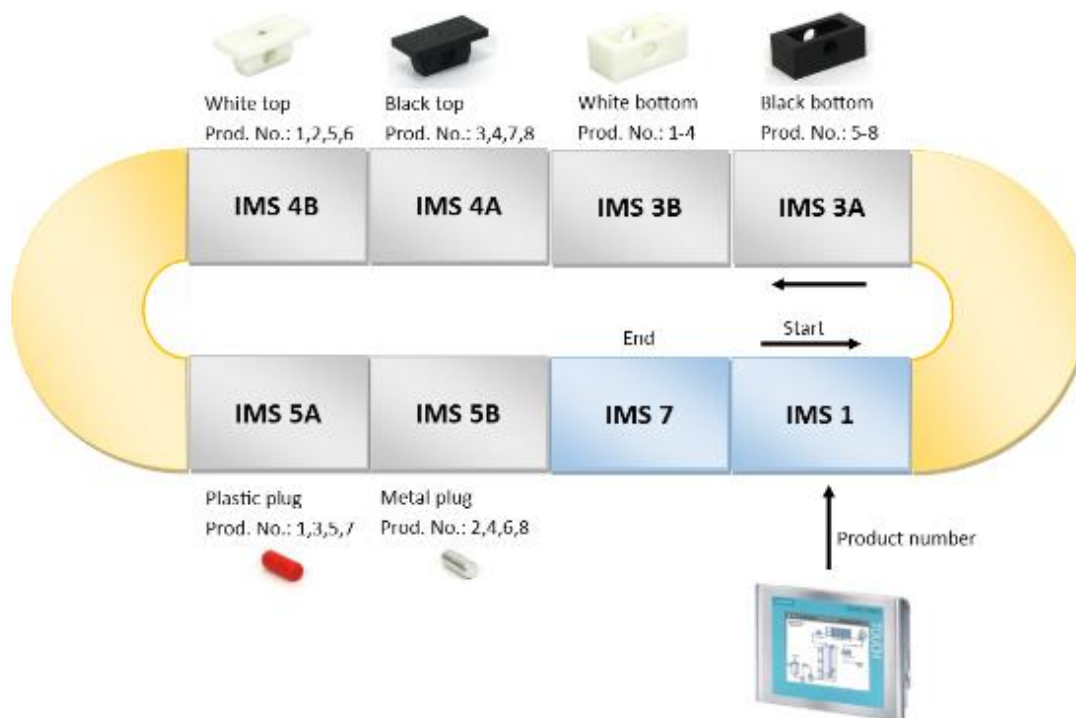 White top
Prod. No.: 1,2,5,6
Black top
Prod. No.: 3,4,7,8
White bottom
Prod. No.: 1-4
Black bottom
Prod. No.: 5-8
IMS 4B
IMS 4A
IMS 3B
IMS 3A
End
Start
IMS 5A
IMS 5B
IMS 7
IMS 1
Plastic plug
Prod. No.: 1,3,5,7
Metal plug
Prod. No.: 2,4,6,8
Product number
TOUCH